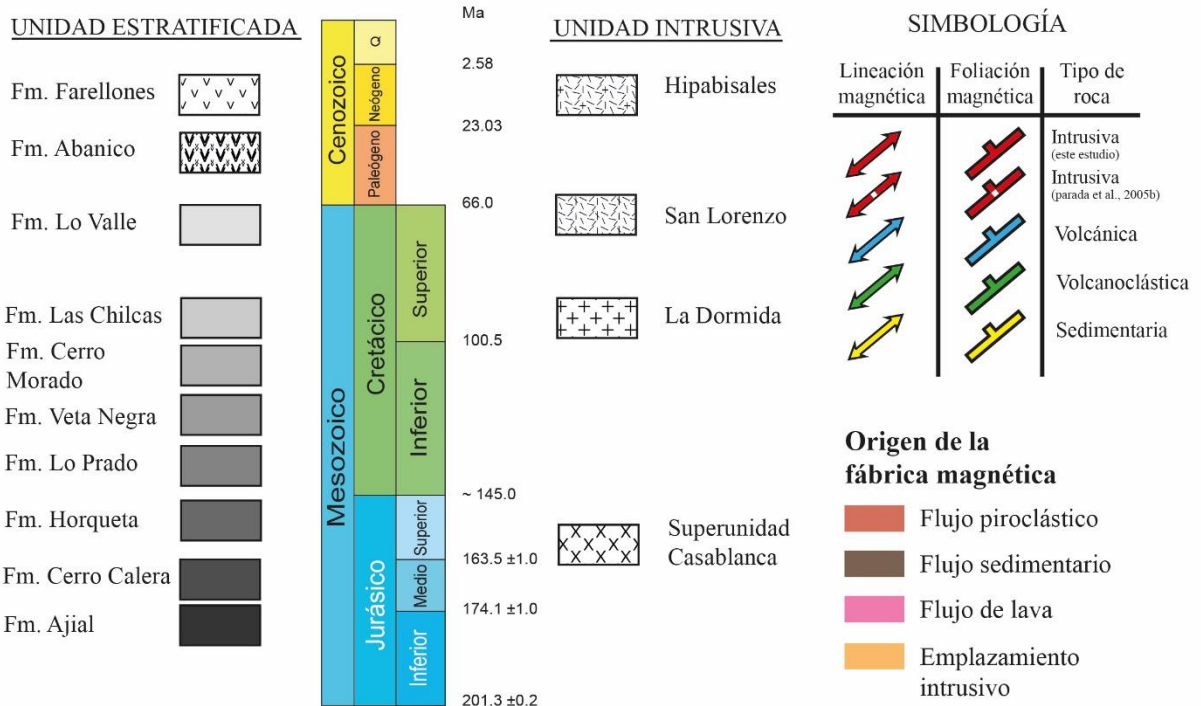 UNIDAD ESTRATIFICADA
Fm. Farellones
Fm. Abanico
Fm. Lo Valle
Fm. Las Chilcas
Fm. Cerro
Morado
Fm. Veta Negra
Fm. Lo Prado
Fm. Horqueta
Fm. Cerro Calera
Fm. Ajial
Ma
Cenozoico
Q
2.58
Neógeno
23.03
Paleógeno
66.0
Mesozoico
Cretácico
Superior
100.5
Inferior
~ 145.0
Jurásico
Superior
163.5 ±1.0
Medio
174.1 ±1.0
Inferior
201.3 ±0.2
UNIDAD INTRUSIVA
Hipabisales
San Lorenzo
La Dormida
Superunidad
Casablanca
SIMBOLOGÍA
Lineación
magnética
Foliación
magnética
Tipo de
roca
Intrusiva
(este estudio)
Intrusiva
(parada et al., 2005b)
Volcánica
Volcanoclástica
Sedimentaria
Origen de la
fábrica magnética
Flujo piroclástico
Flujo sedimentario
Flujo de lava
Emplazamiento
intrusivo